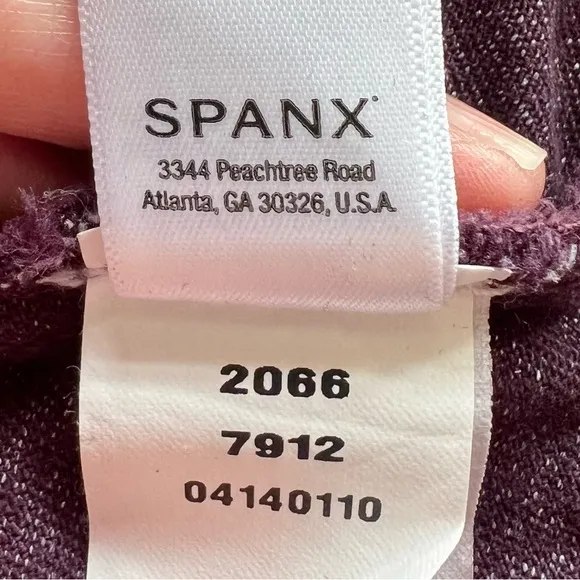 SPANX
3344 Peachtree Road
Atlanta, GA 30326, U.S.A.
2066
7912
04140110